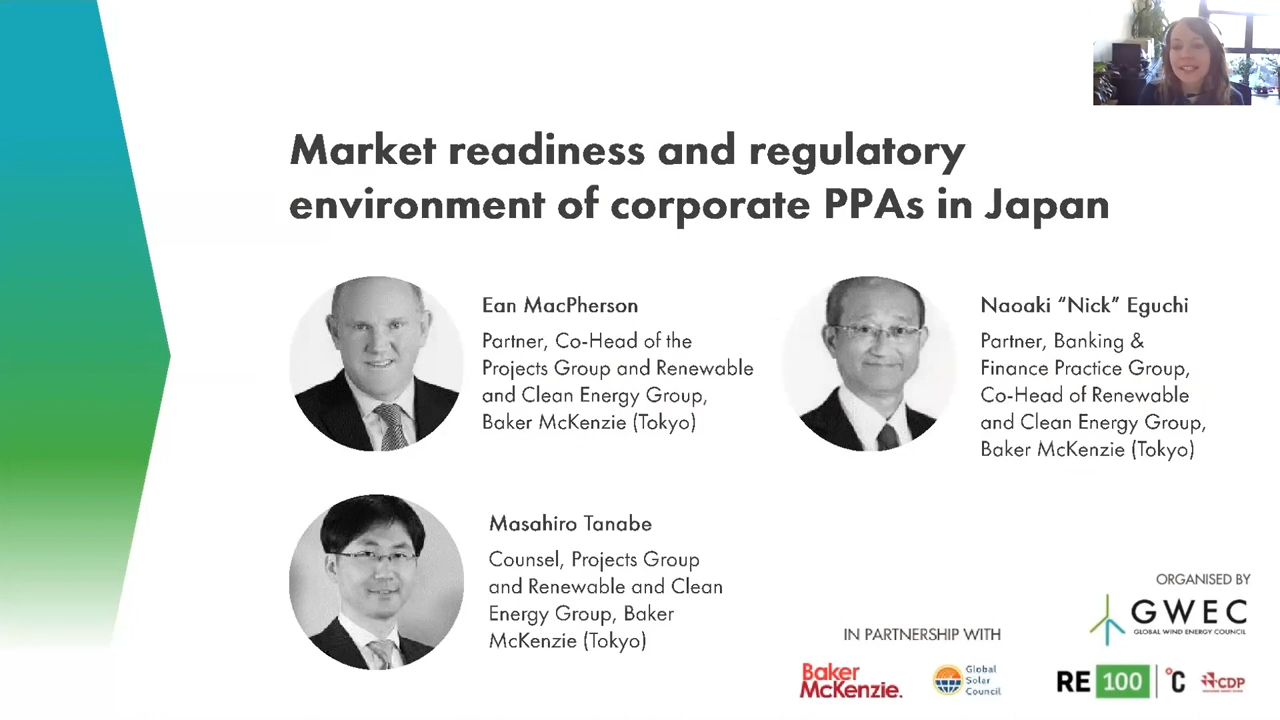 Market readiness and regulatory
environment of corporate PPAs in Japan
Ean MacPherson
Partner, Co-Head of the
Projects Group and Renewable
and Clean Energy Group,
Baker McKenzie (Tokyo)
Naoaki “Nick” Eguchi
Partner, Banking &
Finance Practice Group,
Co-Head of Renewable
and Clean Energy Group,
Baker McKenzie (Tokyo)
Masahiro Tanabe
Counsel, Projects Group
and Renewable and Clean
Energy Group, Baker
McKenzie (Tokyo)
ORGANISED BY
GWEC
GLOBAL WIND ENERGY COUNCIL
IN PARTNERSHIP WITH
Baker
McKenzie.
Global
Solar
Council
RE 100 °C CDP